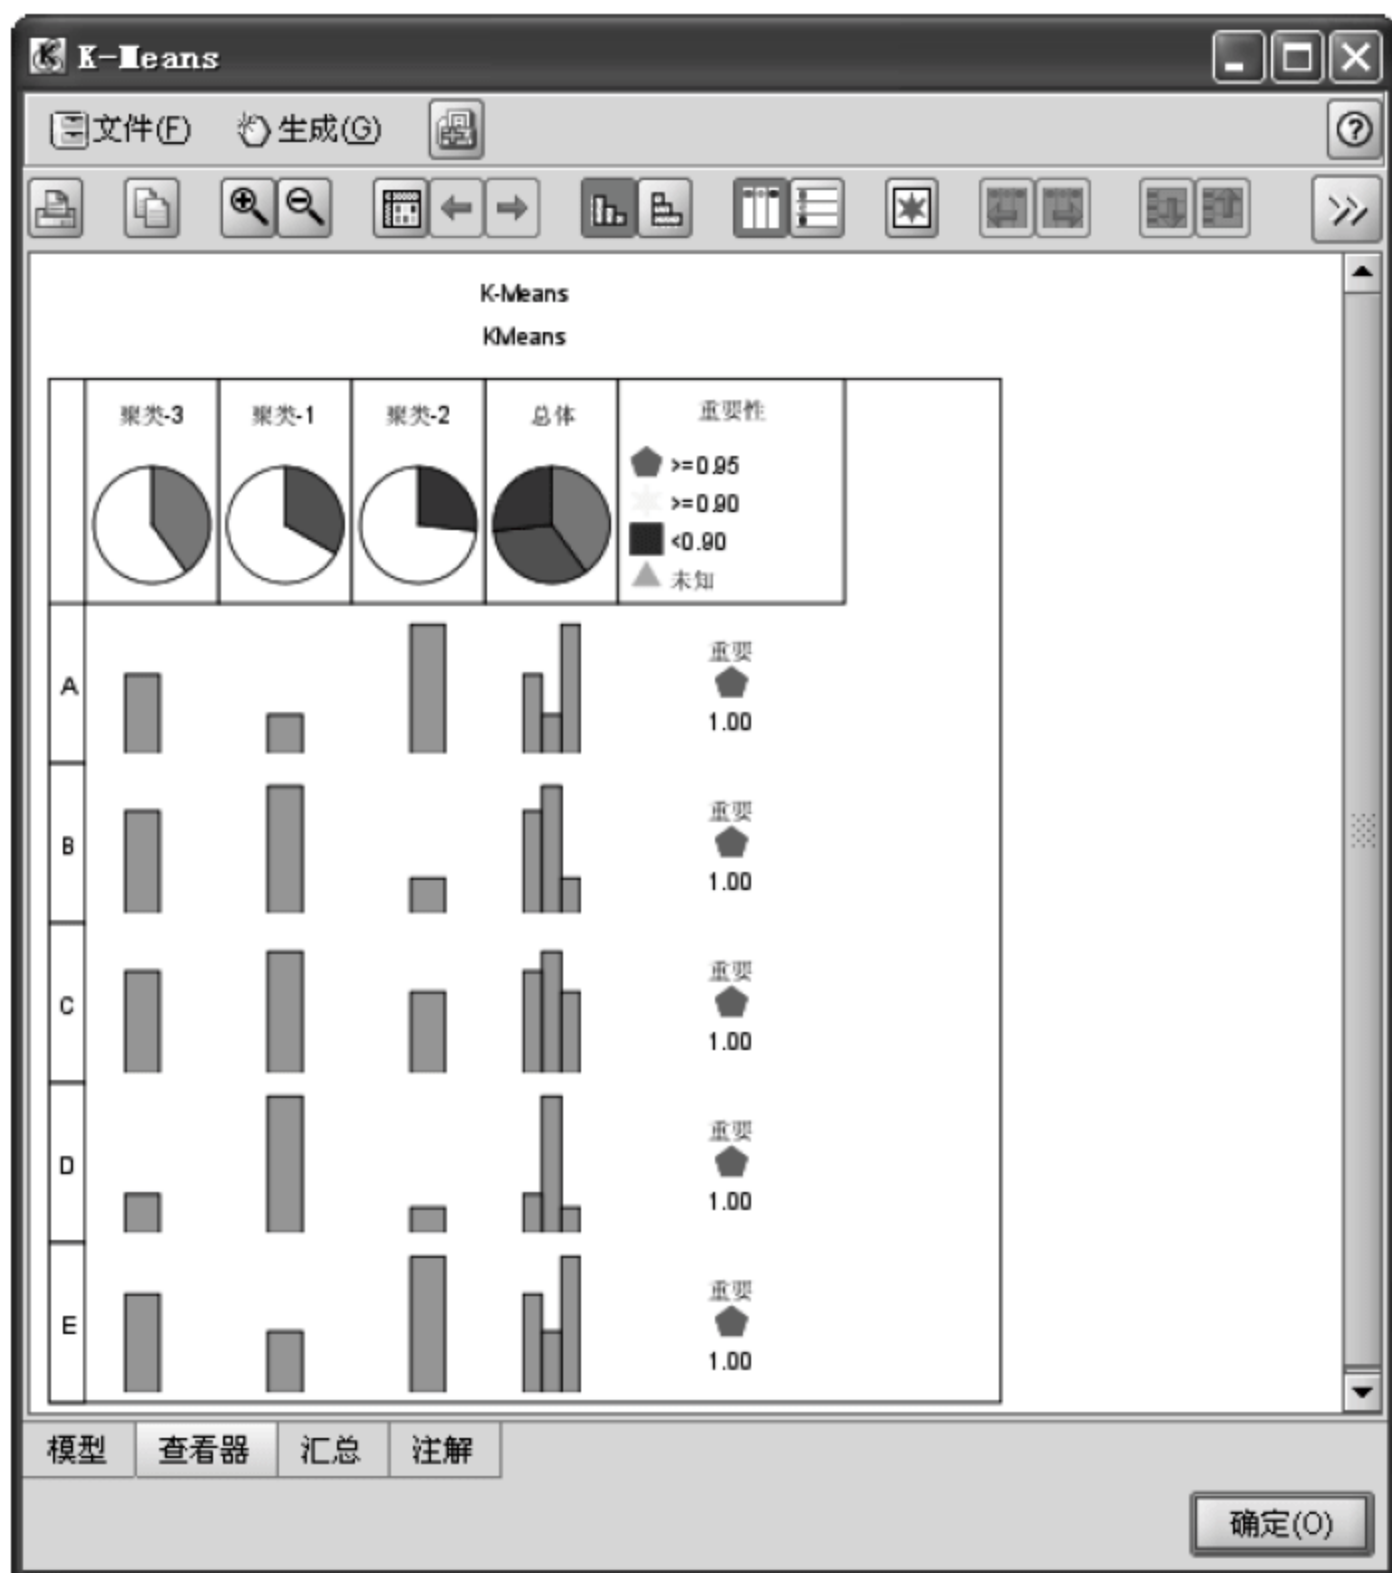 K-Means
文件(F) 生成(G)
K-Means
KMeans
聚类-3 聚类-1 聚类-2 总体 重要性
>=0.95
>=0.90
<0.90
未知
A 重要
1.00
B 重要
1.00
C 重要
1.00
D 重要
1.00
E 重要
1.00
模型 查看器 汇总 注解
确定(O)